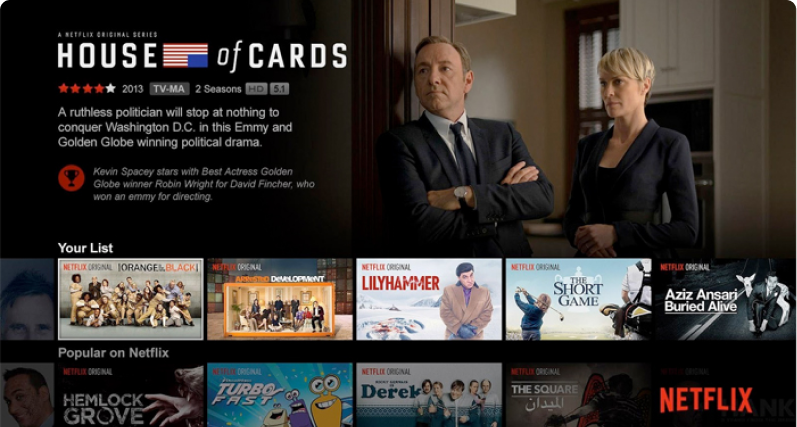 A NETFLIX ORIGINAL SERIES
HOUSE of CARDS
2013 TV-MA 2 Seasons HD 5.1
A ruthless politician will stop at nothing to
conquer Washington D.C. in this Emmy and
Golden Globe winning political drama.
Kevin Spacey stars with Best Actress Golden
Globe winner Robin Wright for David Fincher, who
won an emmy for directing.
Your List
NETFLIX ORIGINAL
ORANGE is the new BLACK
NETFLIX ORIGINAL
ARRESTED DEVELOPMENT
NETFLIX ORIGINAL
LILYHAMMER
NETFLIX ORIGINAL
THE SHORT GAME
NETFLIX ORIGINAL
Aziz Ansari
Buried Alive
Popular on Netflix
NETFLIX ORIGINAL
HEMLOCK
GROVE
NETFLIX ORIGINAL
TURBO
FAST
NETFLIX ORIGINAL
RICKY GERVAIS IS
Derek
NETFLIX ORIGINAL
THE SQUARE
الميدان
NETFLIX